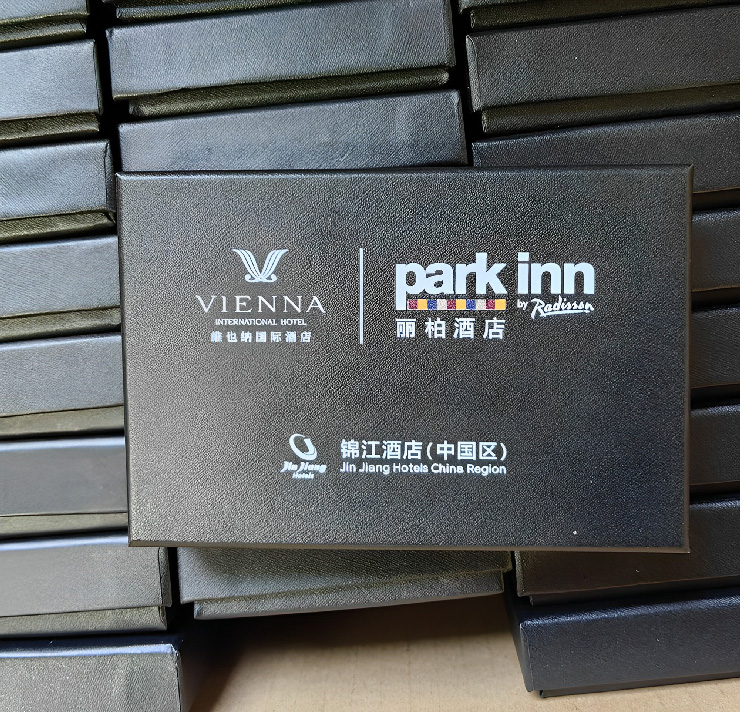 VIENNA
INTERNATIONAL HOTEL
维也纳国际酒店
park inn
by Radisson
丽柏酒店
Jin Jiang
Hotels
锦江酒店(中国区)
Jin Jiang Hotels China Region